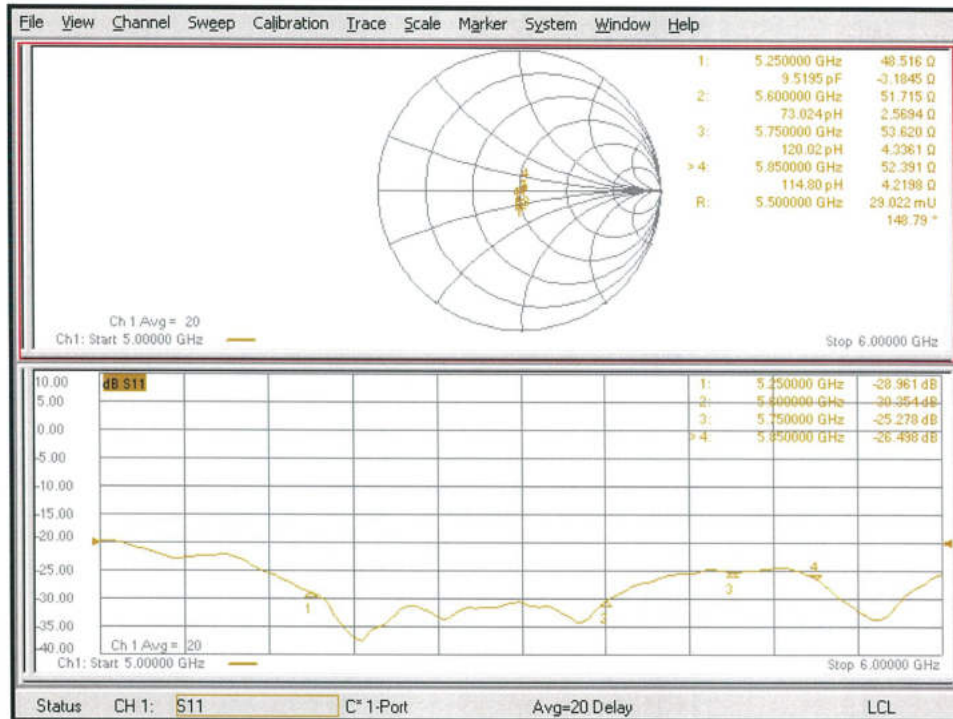 File View Channel Sweep Calibration Trace Scale Marker System Window Help
1: 5.250000 GHz 48.516 Ω
9.5195 pF -3.1845 Ω
2: 5.600000 GHz 51.715 Ω
73.024 pH 2.5694 Ω
3: 5.750000 GHz 53.620 Ω
120.02 pH 4.3361 Ω
> 4: 5.850000 GHz 52.391 Ω
114.80 pH 4.2198 Ω
R: 5.500000 GHz 29.022 mU
148.79 °
4
Ch 1 Avg = 20
Ch1: Start 5.00000 GHz
Stop 6.00000 GHz
10.00
dB S11
1: 5.250000 GHz -28.961 dB
5.00
2: 5.600000 GHz -30.354 dB
0.00
3: 5.750000 GHz -25.278 dB
> 4: 5.850000 GHz -26.498 dB
-5.00
-10.00
-15.00
-20.00
-25.00
-30.00
-35.00
-40.00
1
2
3
4
Ch 1 Avg = 20
Ch1: Start 5.00000 GHz
Stop 6.00000 GHz
Status CH 1: S11 C* 1-Port Avg=20 Delay LCL